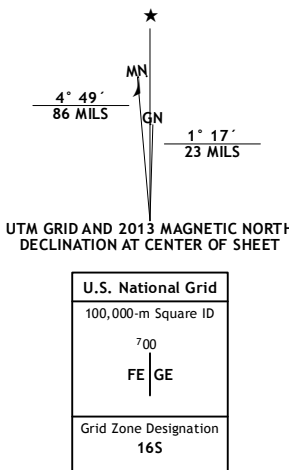 ★
MN
GN
4° 49´
86 MILS
1° 17´
23 MILS
UTM GRID AND 2013 MAGNETIC NORTH
DECLINATION AT CENTER OF SHEET
U.S. National Grid
100,000-m Square ID
⁷00
FE GE
Grid Zone Designation
16S